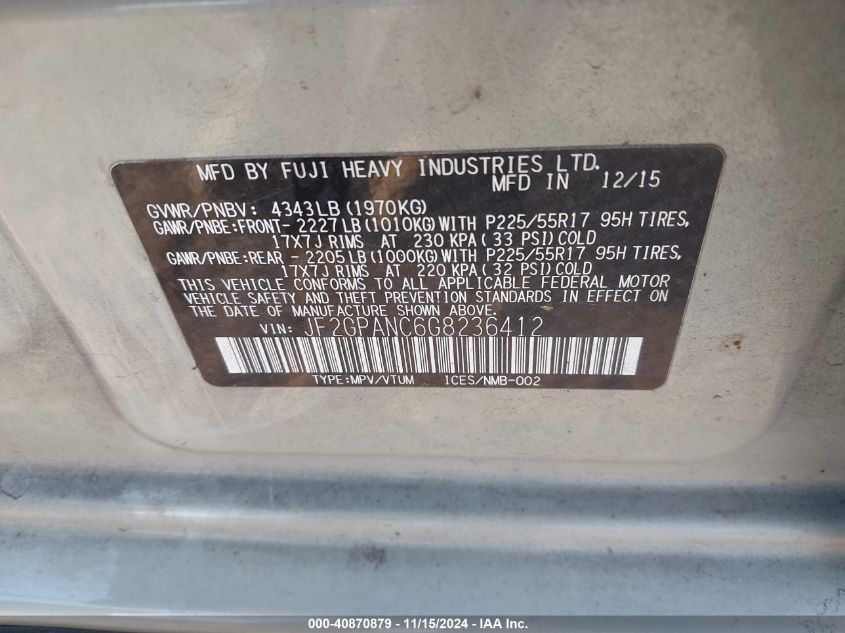 MFD BY FUJI HEAVY INDUSTRIES LTD.
MFD IN 12/15
GVWR/PNBV: 4343LB (1970KG)
GAWR/PNBE:FRONT- 2227LB(1010KG)WITH P225/55R17 95H TIRES,
17X7J RIMS AT 230 KPA( 33 PSI)COLD
GAWR/PNBE:REAR - 2205LB(1000KG)WITH P225/55R17 95H TIRES,
17X7J RIMS AT 220 KPA( 32 PSI)COLD
THIS VEHICLE CONFORMS TO ALL APPLICABLE FEDERAL MOTOR
VEHICLE SAFETY AND THEFT PREVENTION STANDARDS IN EFFECT ON
THE DATE OF MANUFACTURE SHOWN ABOVE.
VIN: JF2GPANC6G8236412
TYPE:MPV/VTUM ICES/NMB-002
000-40870879 - 11/15/2024 - IAA Inc.